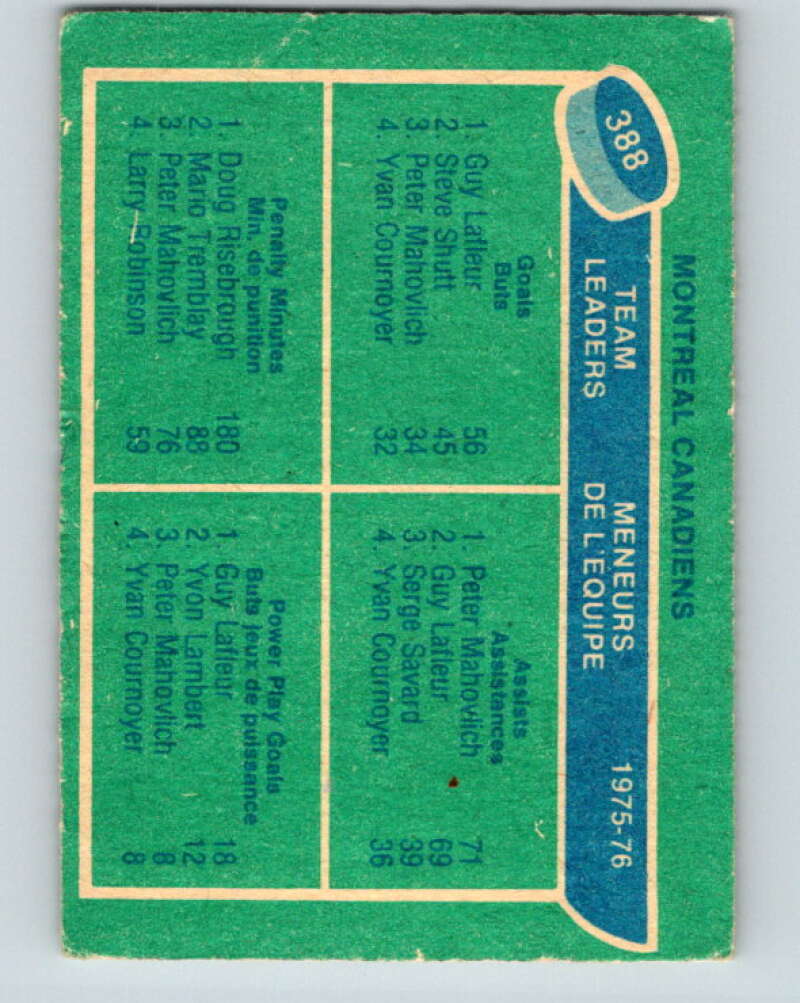 MONTREAL CANADIENS
388
TEAM LEADERS
MENEURS DE L'EQUIPE
1975-76
Goals
Buts
1. Guy Lafleur 56
2. Steve Shutt 45
3. Peter Mahovlich 34
4. Yvan Cournoyer 32
Assists
Assistances
1. Peter Mahovlich 71
2. Guy Lafleur 69
3. Serge Savard 39
4. Yvan Cournoyer 36
Penalty Minutes
Min. de punition
1. Doug Risebrough 180
2. Mario Tremblay 88
3. Peter Mahovlich 76
4. Larry Robinson 59
Power Play Goals
Buts jeux de puissance
1. Guy Lafleur 18
2. Yvon Lambert 12
3. Peter Mahovlich 8
4. Yvan Cournoyer 8